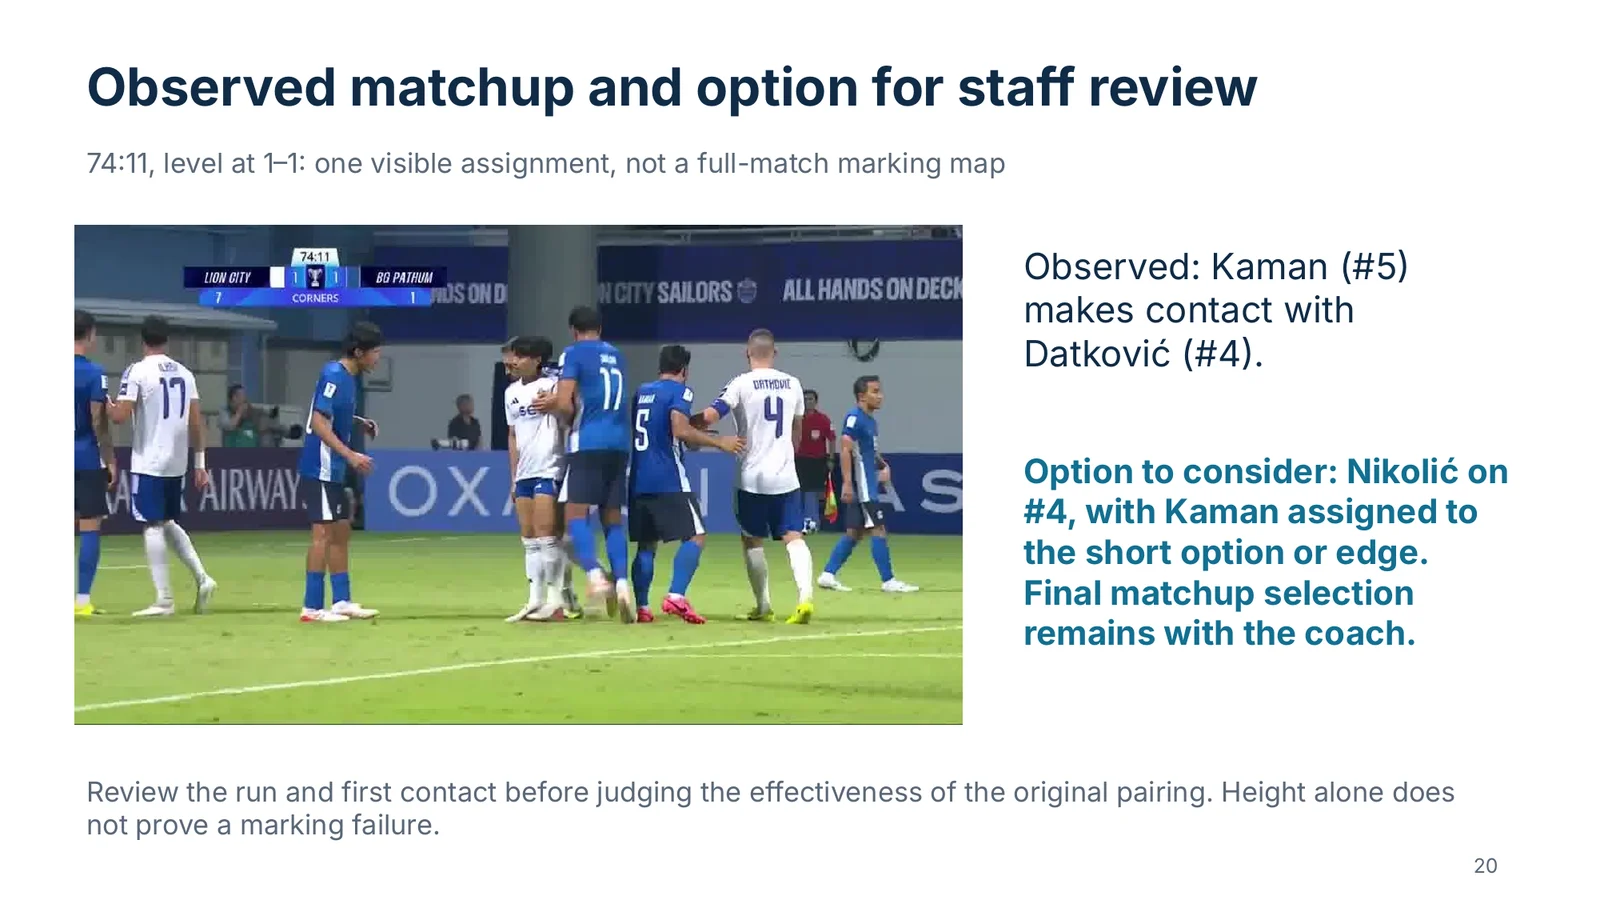 Observed matchup and option for staff review
74:11, level at 1–1: one visible assignment, not a full-match marking map
74:11
LION CITY 1 1 BG PATHUM
7 CORNERS 1
CITY SAILORS ALL HANDS ON DECK
17
17
5
DATKOVIĆ
4
AIRWAY
Observed: Kaman (#5)
makes contact with
Datković (#4).
Option to consider: Nikolić on
#4, with Kaman assigned to
the short option or edge.
Final matchup selection
remains with the coach.
Review the run and first contact before judging the effectiveness of the original pairing. Height alone does
not prove a marking failure.
20